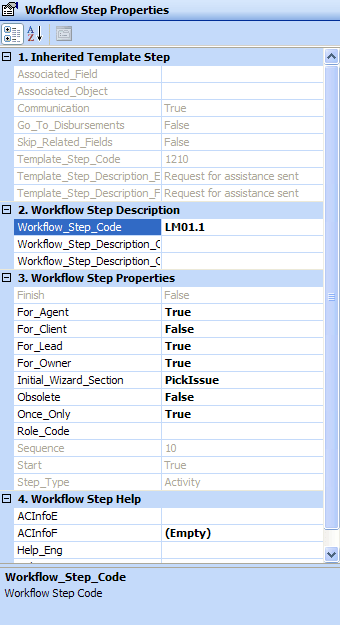 Workflow Step Properties
1. Inherited Template Step
Associated_Field
Associated_Object
Communication True
Go_To_Disbursements False
Skip_Related_Fields False
Template_Step_Code 1210
Template_Step_Description_E Request for assistance sent
Template_Step_Description_F Request for assistance sent
2. Workflow Step Description
Workflow_Step_Code LM01.1
Workflow_Step_Description_C
Workflow_Step_Description_C
3. Workflow Step Properties
Finish False
For_Agent True
For_Client False
For_Lead True
For_Owner True
Initial_Wizard_Section PickIssue
Obsolete False
Once_Only True
Role_Code
Sequence 10
Start True
Step_Type Activity
4. Workflow Step Help
ACInfoE
ACInfoF (Empty)
Help_Eng
Workflow_Step_Code
Workflow Step Code